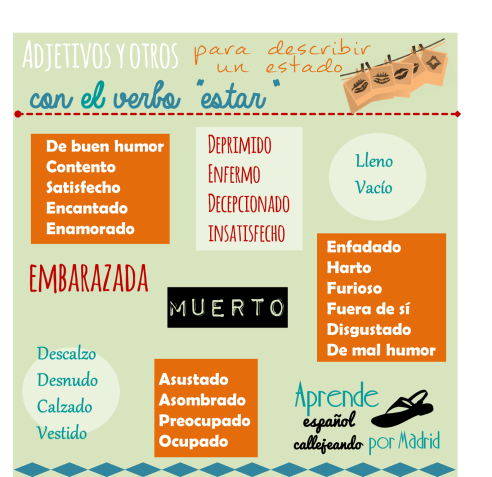 ADJETIVOS Y OTROS para describir
un estado
con el verbo "estar"
De buen humor
Contento
Satisfecho
Encantado
Enamorado
DEPRIMIDO
ENFERMO
DECEPCIONADO
INSATISFECHO
Lleno
Vacío
EMBARAZADA
MUERTO
Enfadado
Harto
Furioso
Fuera de sí
Disgustado
De mal humor
Descalzo
Desnudo
Calzado
Vestido
Asustado
Asombrado
Preocupado
Ocupado
Aprende
español
callejeando por Madrid